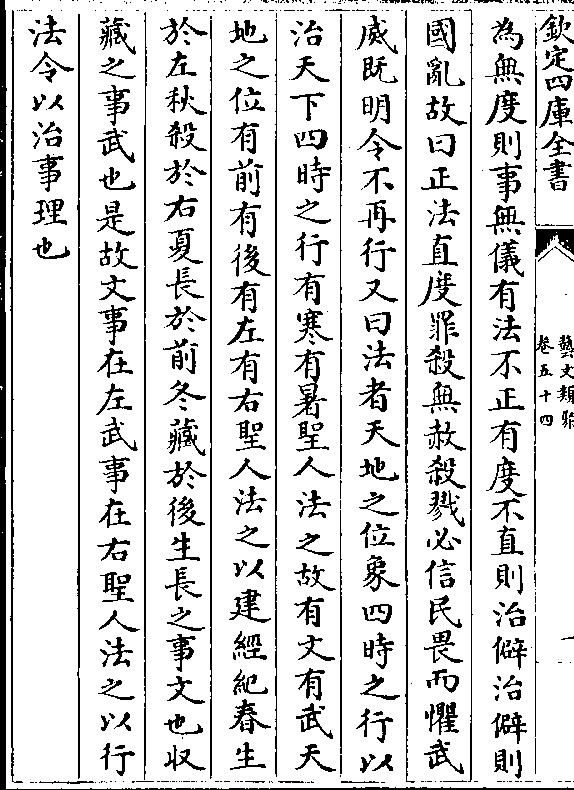 欽定四庫全書
藝文類聚
卷五十四
為無度則事無儀有法不正有度不直則治僻治僻則
國亂故曰正法直度罪殺無赦殺戮必信民畏而懼武
威既明令不再行又曰法者天地之位象四時之行以
治天下四時之行有寒有暑聖人法之故有文有武天
地之位有前有後有左有右聖人法之以建經紀春生
於左秋殺於右夏長於前冬藏於後生長之事文也収
藏之事武也是故文事在左武事在右聖人法之以行
法令以治事理也